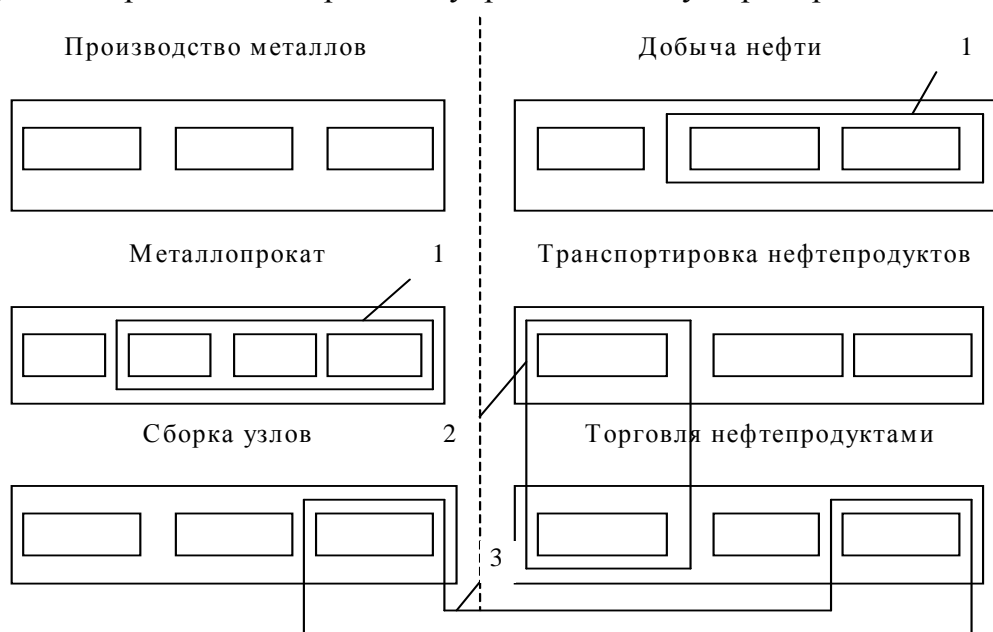 Производство металлов
Добыча нефти 1
Металлопрокат 1
Транспортировка нефтепродуктов
Сборка узлов 2
Торговля нефтепродуктами
3